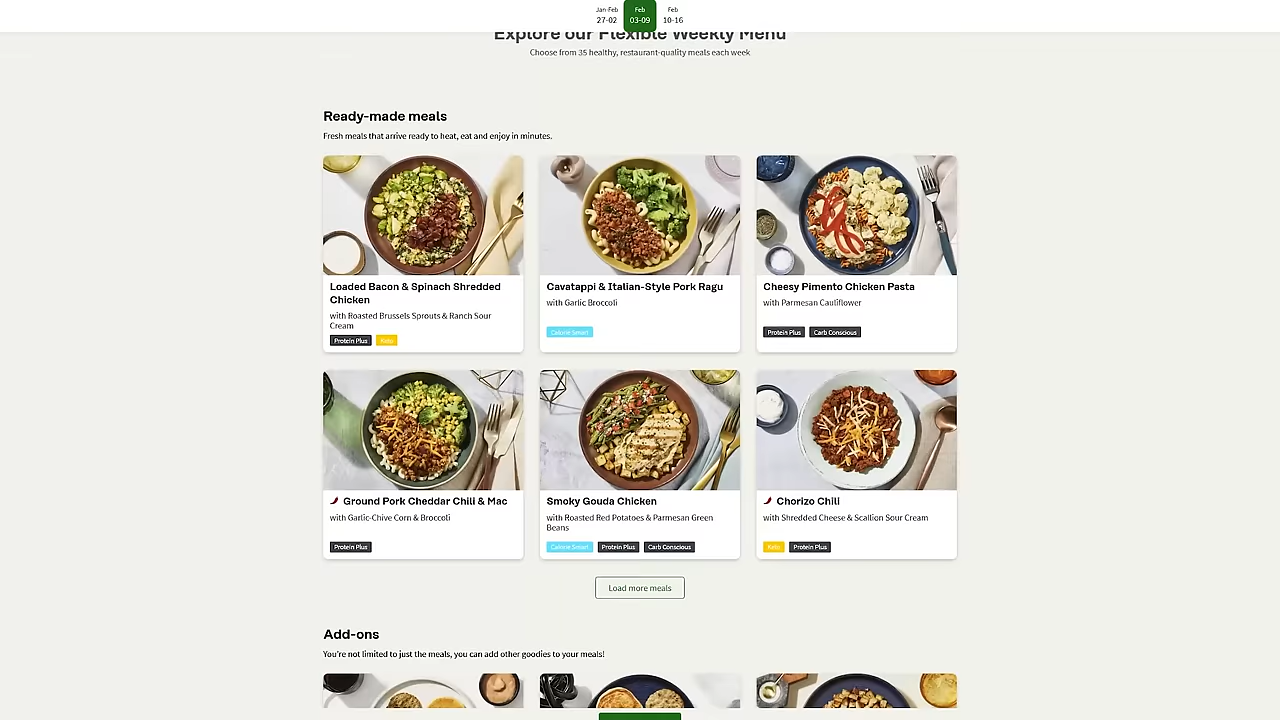 Jan-Feb
27-02
Feb
03-09
Feb
10-16
Explore our Flexible Weekly Menu
Choose from 35 healthy, restaurant-quality meals each week
Ready-made meals
Fresh meals that arrive ready to heat, eat and enjoy in minutes.
Loaded Bacon & Spinach Shredded
Chicken
with Roasted Brussels Sprouts & Ranch Sour
Cream
Protein Plus
Keto
Cavatappi & Italian-Style Pork Ragu
with Garlic Broccoli
Calorie Smart
Cheesy Pimento Chicken Pasta
with Parmesan Cauliflower
Protein Plus
Carb Conscious
Ground Pork Cheddar Chili & Mac
with Garlic-Chive Corn & Broccoli
Protein Plus
Smoky Gouda Chicken
with Roasted Red Potatoes & Parmesan Green
Beans
Calorie Smart
Protein Plus
Carb Conscious
Chorizo Chili
with Shredded Cheese & Scallion Sour Cream
Keto
Protein Plus
Load more meals
Add-ons
You're not limited to just the meals, you can add other goodies to your meals!